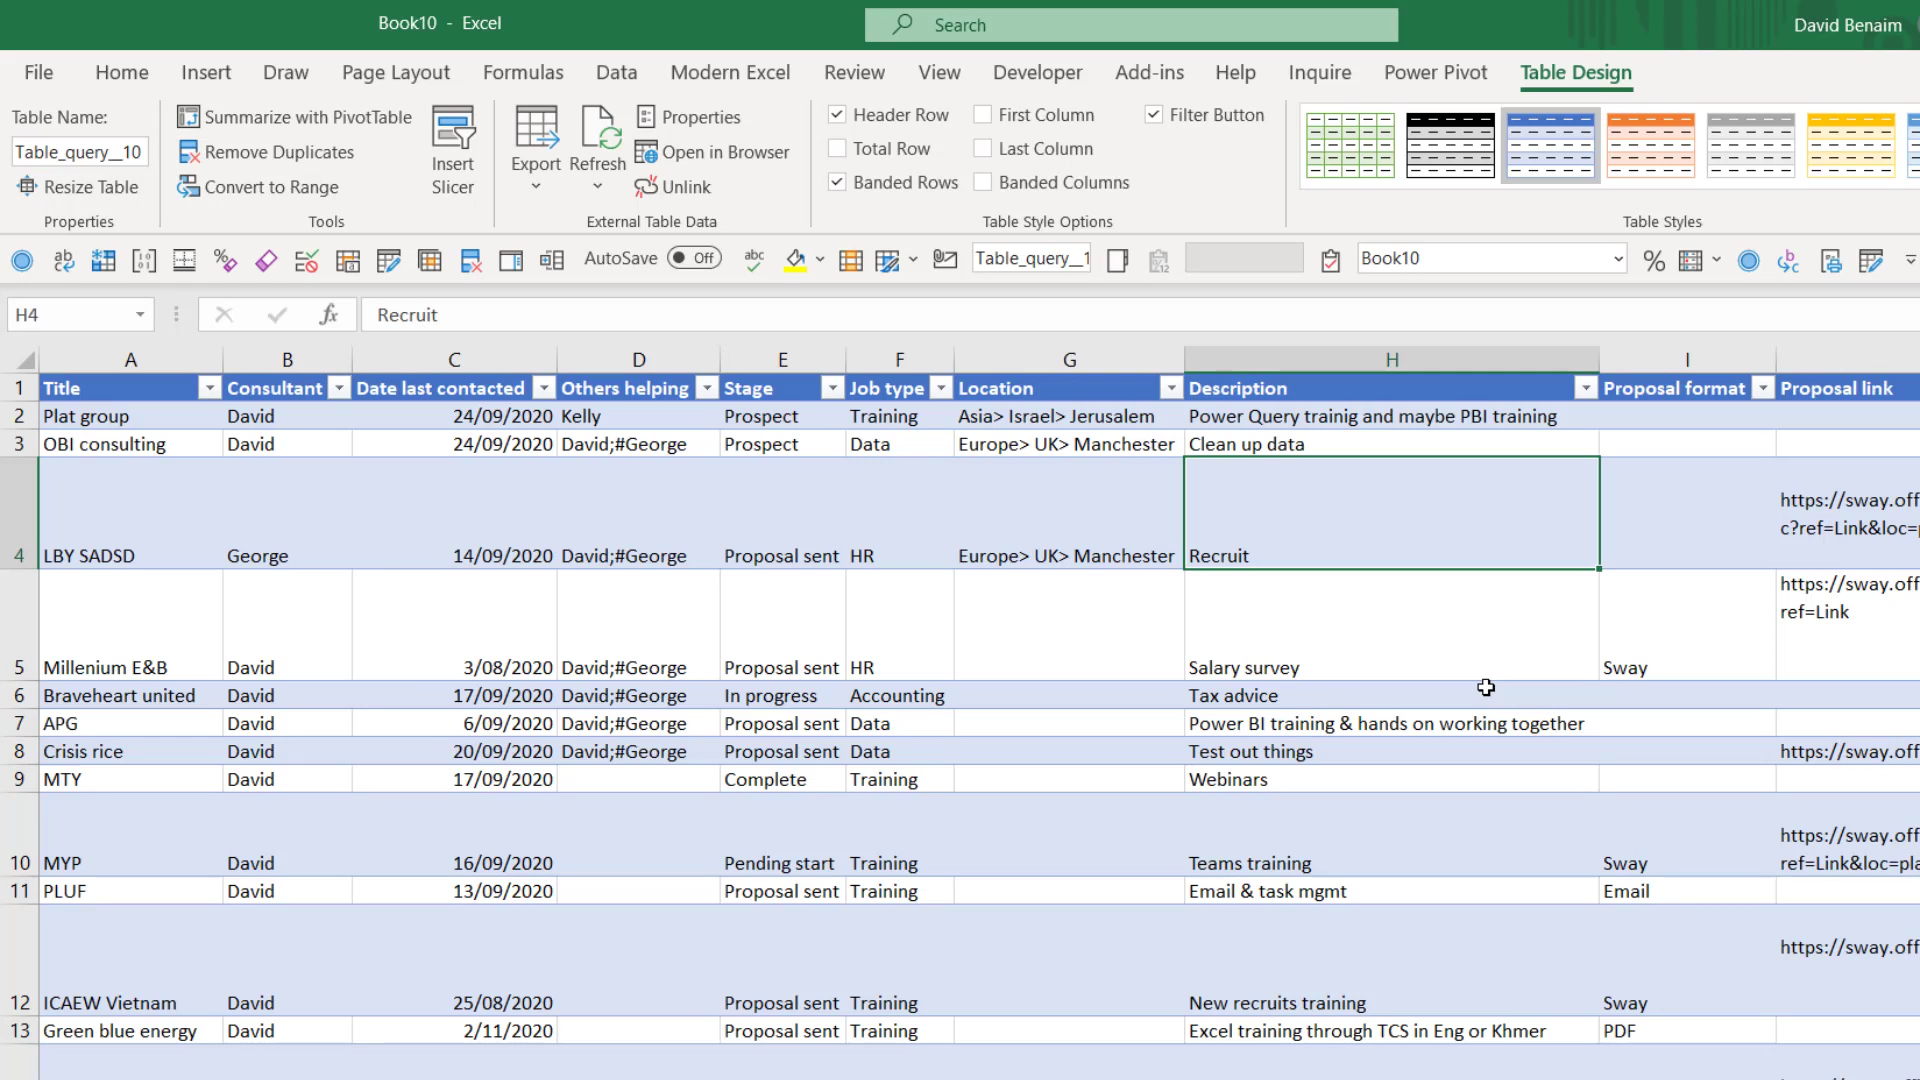 Book10 - Excel
Search
David Benaim
File Home Insert Draw Page Layout Formulas Data Modern Excel Review View Developer Add-ins Help Inquire Power Pivot Table Design
Table Name:
Table_query__10
Resize Table
Properties
Summarize with PivotTable
Remove Duplicates
Convert to Range
Tools
Insert
Slicer
Export
Refresh
Properties
Open in Browser
Unlink
External Table Data
Header Row First Column Filter Button
Total Row Last Column
Banded Rows Banded Columns
Table Style Options
Table Styles
AutoSave Off abc Table_query__1 Book10
H4 fx Recruit
A B C D E F G H I
1 Title Consultant Date last contacted Others helping Stage Job type Location Description Proposal format Proposal link
2 Plat group David 24/09/2020 Kelly Prospect Training Asia> Israel> Jerusalem Power Query trainig and maybe PBI training
3 OBI consulting David 24/09/2020 David;#George Prospect Data Europe> UK> Manchester Clean up data
https://sway.off
c?ref=Link&loc=p
4 LBY SADSD George 14/09/2020 David;#George Proposal sent HR Europe> UK> Manchester Recruit
https://sway.off
ref=Link
5 Millenium E&B David 3/08/2020 David;#George Proposal sent HR Salary survey Sway
6 Braveheart united David 17/09/2020 David;#George In progress Accounting Tax advice
7 APG David 6/09/2020 David;#George Proposal sent Data Power BI training & hands on working together
8 Crisis rice David 20/09/2020 David;#George Proposal sent Data Test out things https://sway.off
9 MTY David 17/09/2020 Complete Training Webinars
https://sway.off
10 MYP David 16/09/2020 Pending start Training Teams training Sway ref=Link&loc=pla
11 PLUF David 13/09/2020 Proposal sent Training Email & task mgmt Email
https://sway.off
12 ICAEW Vietnam David 25/08/2020 Proposal sent Training New recruits training Sway
13 Green blue energy David 2/11/2020 Proposal sent Training Excel training through TCS in Eng or Khmer PDF